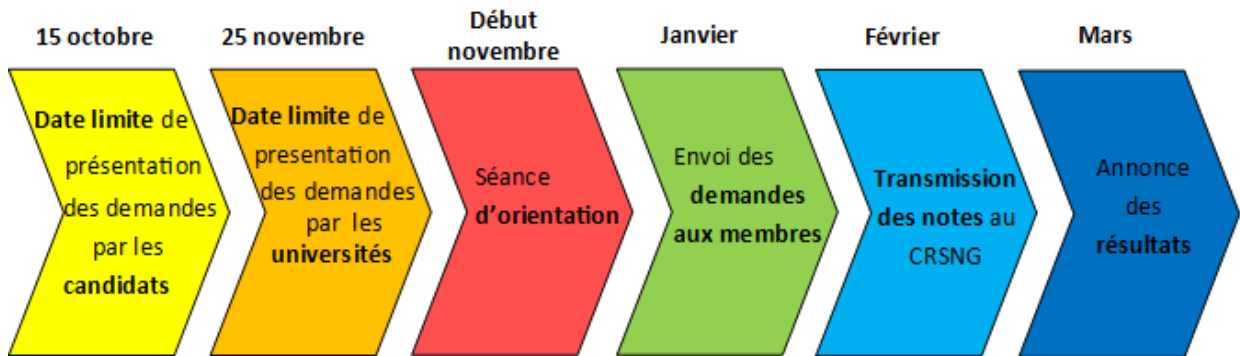 15 octobre
Date limite de
présentation
des demandes
par les
candidats
25 novembre
Date limite de
presentation
des demandes
par les
universités
Début
novembre
Séance
d’orientation
Janvier
Envoi des
demandes
aux membres
Février
Transmission
des notes au
CRSNG
Mars
Annonce
des
résultats